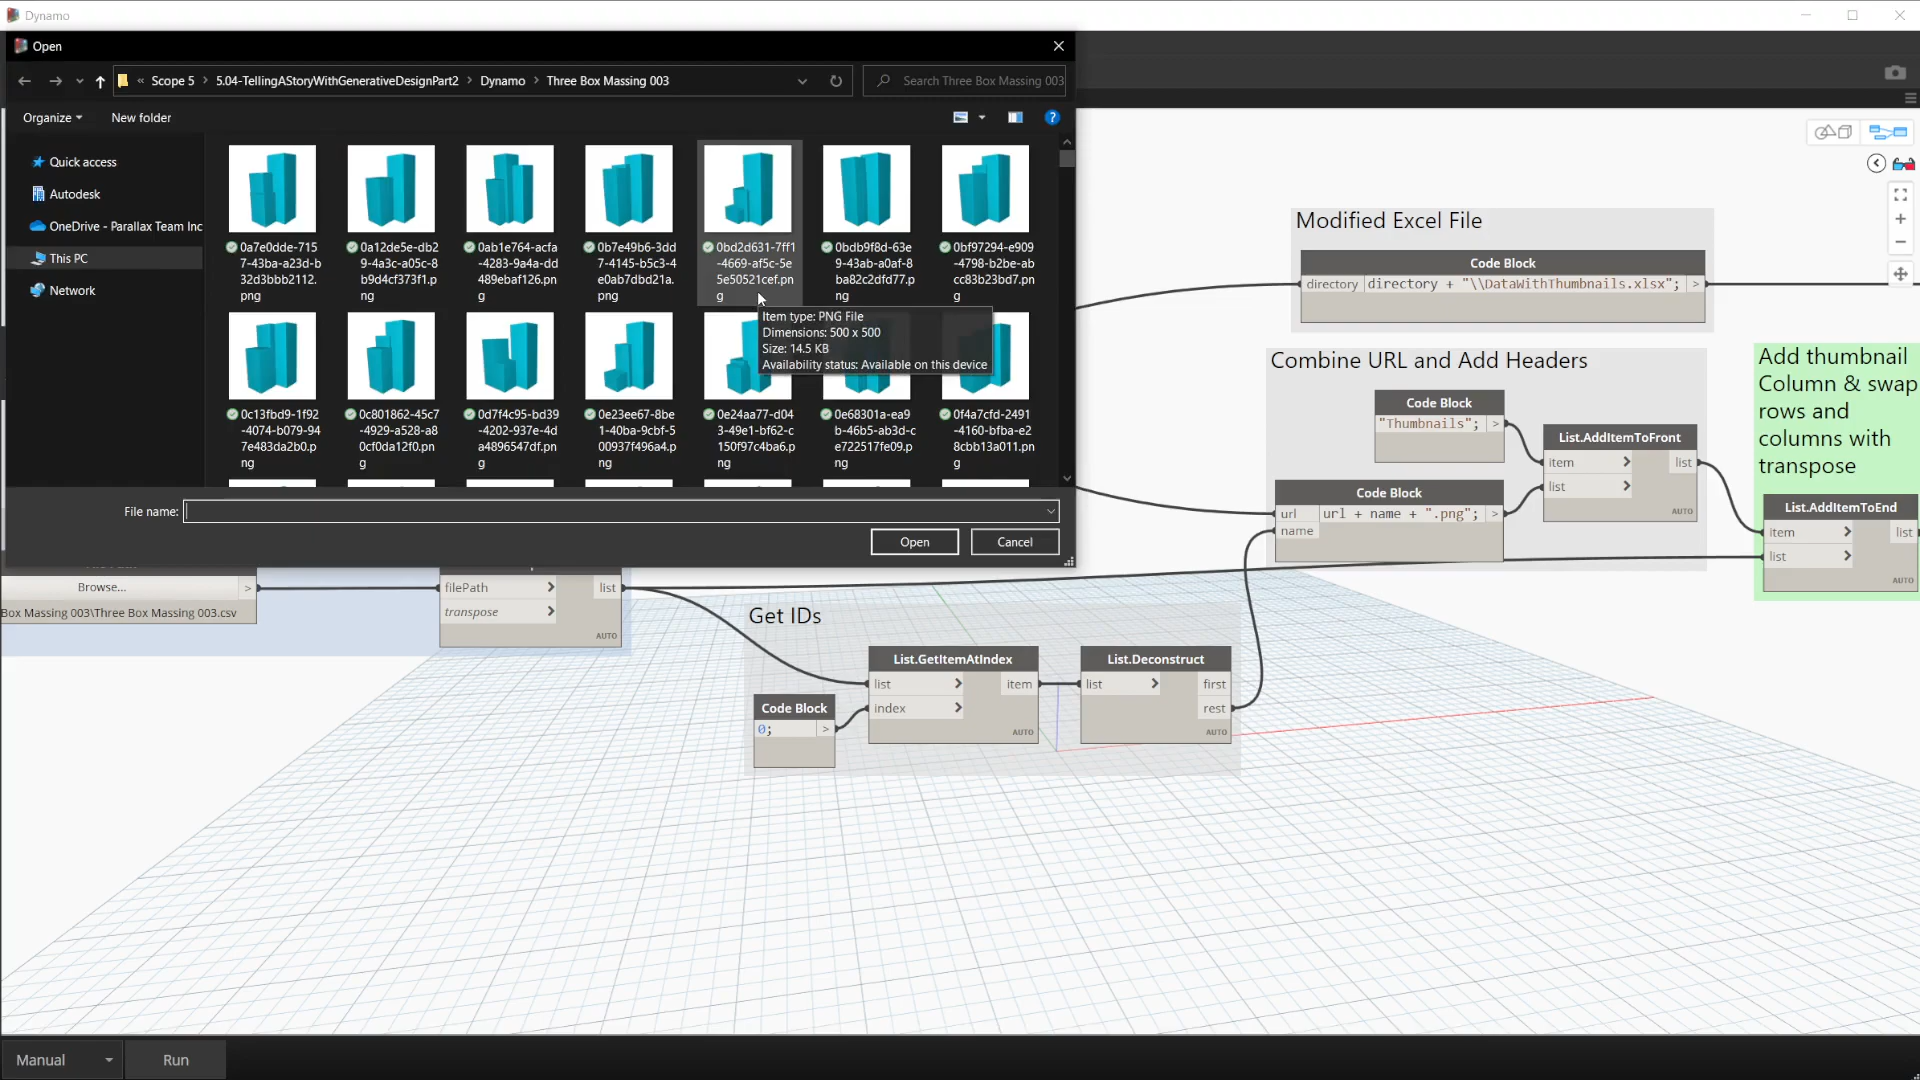 Dynamo
Open
« Scope 5 › 5.04-TellingAStoryWithGenerativeDesignPart2 › Dynamo › Three Box Massing 003
Search Three Box Massing 003
Organize
New folder
?
Quick access
Autodesk
OneDrive - Parallax Team Inc
This PC
Network
0a7e0dde-715
7-43ba-a23d-b
32d3bbb2112.
png
0a12de5e-db2
9-4a3c-a05c-8
b9d4cf373f1.p
ng
0ab1e764-acfa
-4283-9a4a-dd
489ebaf126.pn
g
0b7e49b6-3dd
7-4145-b5c3-4
e0ab7dbd21a.
png
0bd2d631-7ff1
-4669-af5c-5e
5e50521cef.pn
g
0bdb9f8d-63e
9-43ab-a0af-8
ba82c2dfd77.p
ng
0bf97294-e909
-4798-b2be-ab
cc83b23bd7.pn
g
Item type: PNG File
Dimensions: 500 x 500
Size: 14.5 KB
Availability status: Available on this device
0c13fbd9-1f92
-4074-b079-94
7e483da2b0.p
ng
0c801862-45c7
-4929-a528-a8
0cf0da12f0.pn
g
0d7f4c95-bd39
-4202-937e-4d
a4896547df.pn
g
0e23ee67-8be
1-40ba-9cbf-5
00937f496a4.p
ng
0e24aa77-d04
3-49e1-bf62-c
150f97c4ba6.p
ng
0e68301a-ea9
b-46b5-ab3d-c
e722517fe09.p
ng
0f4a7cfd-2491
-4160-bfba-e2
8cbb13a011.pn
g
File name:
Open
Cancel
Modified Excel File
Code Block
directory
directory + "\\DataWithThumbnails.xlsx";
>
Combine URL and Add Headers
Code Block
"Thumbnails";
>
List.AddItemToFront
item
>
list
list
>
AUTO
Code Block
url
url + name + ".png";
>
name
Add thumbnail
Column & swap
rows and
columns with
transpose
List.AddItemToEnd
item
>
list
list
>
AUTO
Browse...
>
Box Massing 003\Three Box Massing 003.csv
filePath
>
list
transpose
>
AUTO
Get IDs
Code Block
0;
>
List.GetItemAtIndex
list
>
item
index
>
AUTO
List.Deconstruct
list
>
first
rest
AUTO
Manual
Run